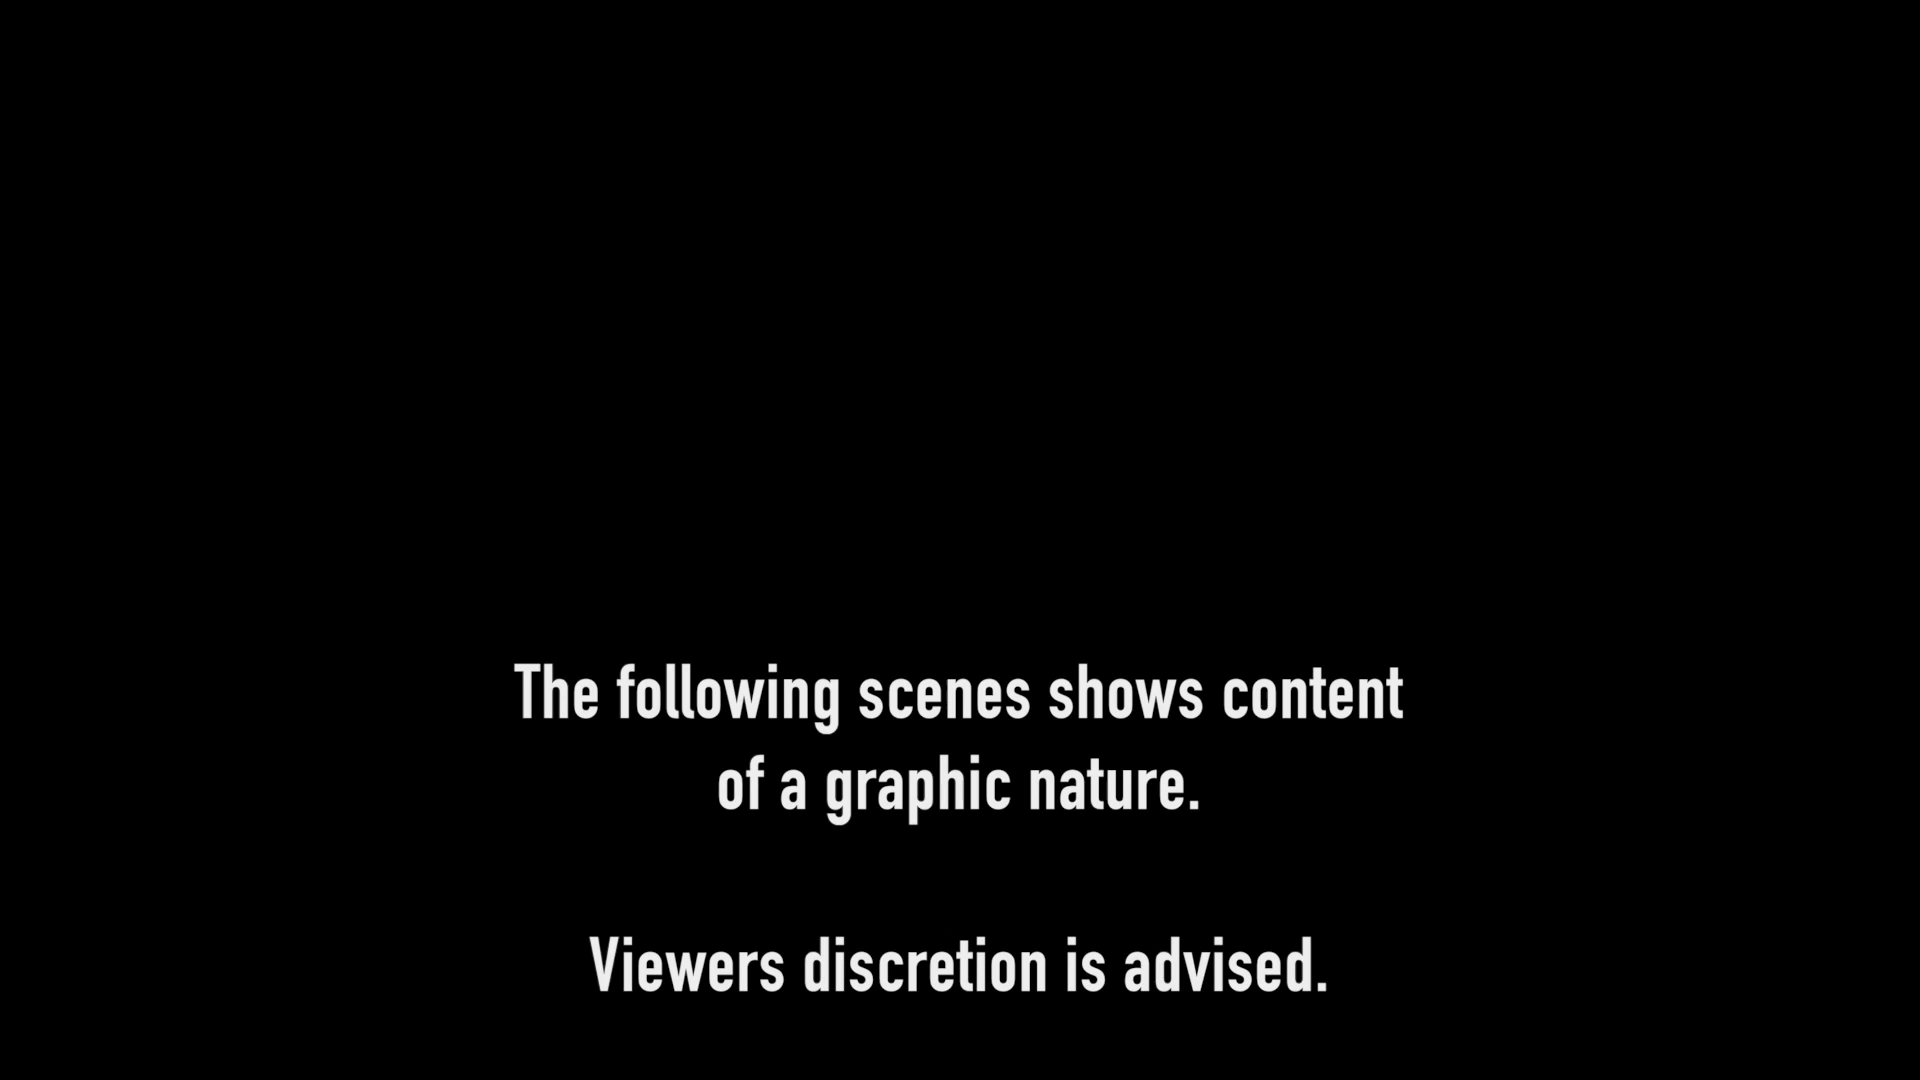 The following scenes shows content
of a graphic nature.
Viewers discretion is advised.